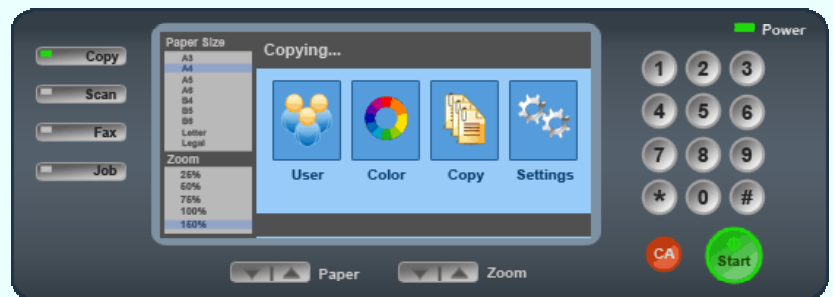 Power
Copy
Scan
Fax
Job
Paper Size
A3
A4
A5
A6
B4
B5
B6
Letter
Legal
Zoom
25%
50%
75%
100%
150%
Copying...
User
Color
Copy
Settings
1 2 3
4 5 6
7 8 9
* 0 #
CA
Start
Paper
Zoom